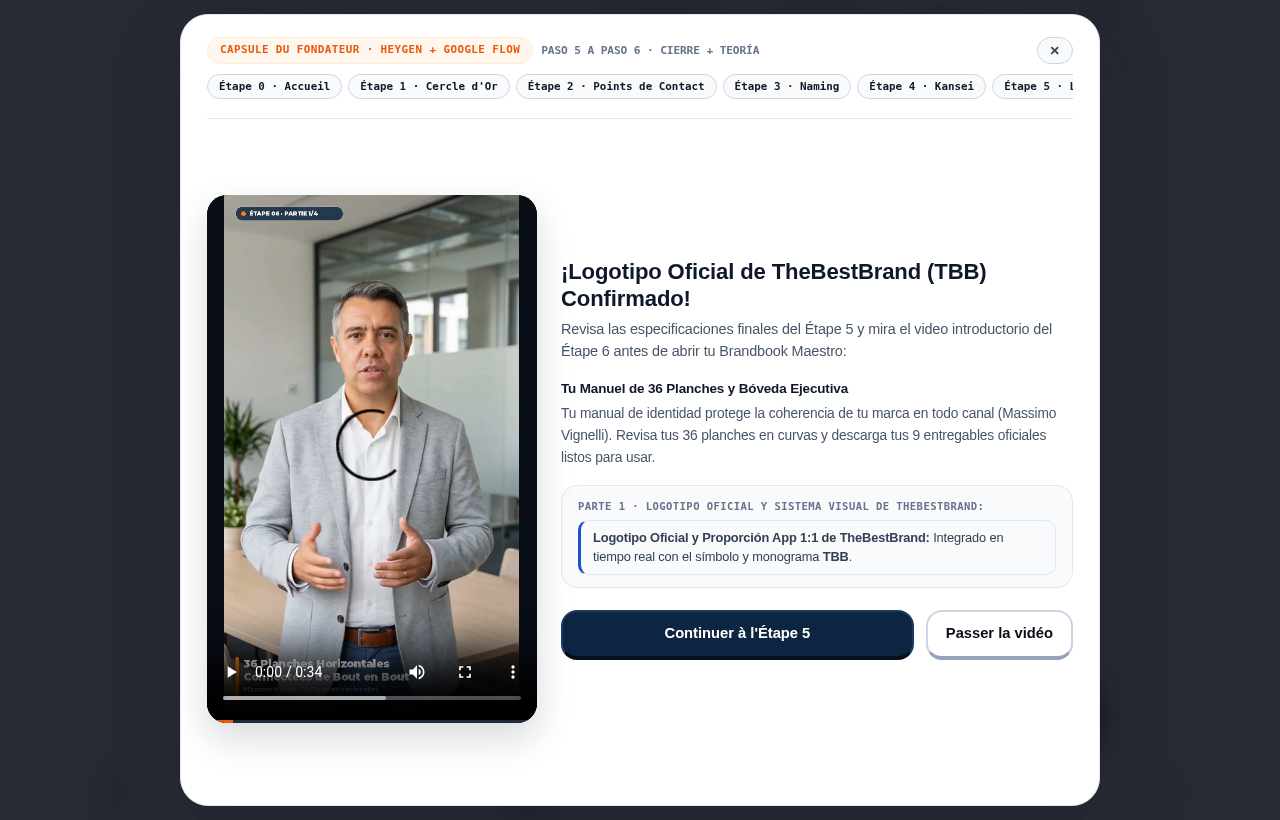 CAPSULE DU FONDATEUR · HEYGEN + GOOGLE FLOW
PASO 5 A PASO 6 · CIERRE + TEORÍA
✕
Étape 0 · Accueil
Étape 1 · Cercle d'Or
Étape 2 · Points de Contact
Étape 3 · Naming
Étape 4 · Kansei
Étape 5 · L
ÉTAPE 06 · PARTIE 1/4
36 Planches Horizontales
Connectées de Bout en Bout
0:00 / 0:34
¡Logotipo Oficial de TheBestBrand (TBB)
Confirmado!
Revisa las especificaciones finales del Étape 5 y mira el video introductorio del
Étape 6 antes de abrir tu Brandbook Maestro:
Tu Manuel de 36 Planches y Bóveda Ejecutiva
Tu manual de identidad protege la coherencia de tu marca en todo canal (Massimo
Vignelli). Revisa tus 36 planches en curvas y descarga tus 9 entregables oficiales
listos para usar.
PARTE 1 · LOGOTIPO OFICIAL Y SISTEMA VISUAL DE THEBESTBRAND:
Logotipo Oficial y Proporción App 1:1 de TheBestBrand: Integrado en
tiempo real con el símbolo y monograma TBB.
Continuer à l'Étape 5
Passer la vidéo